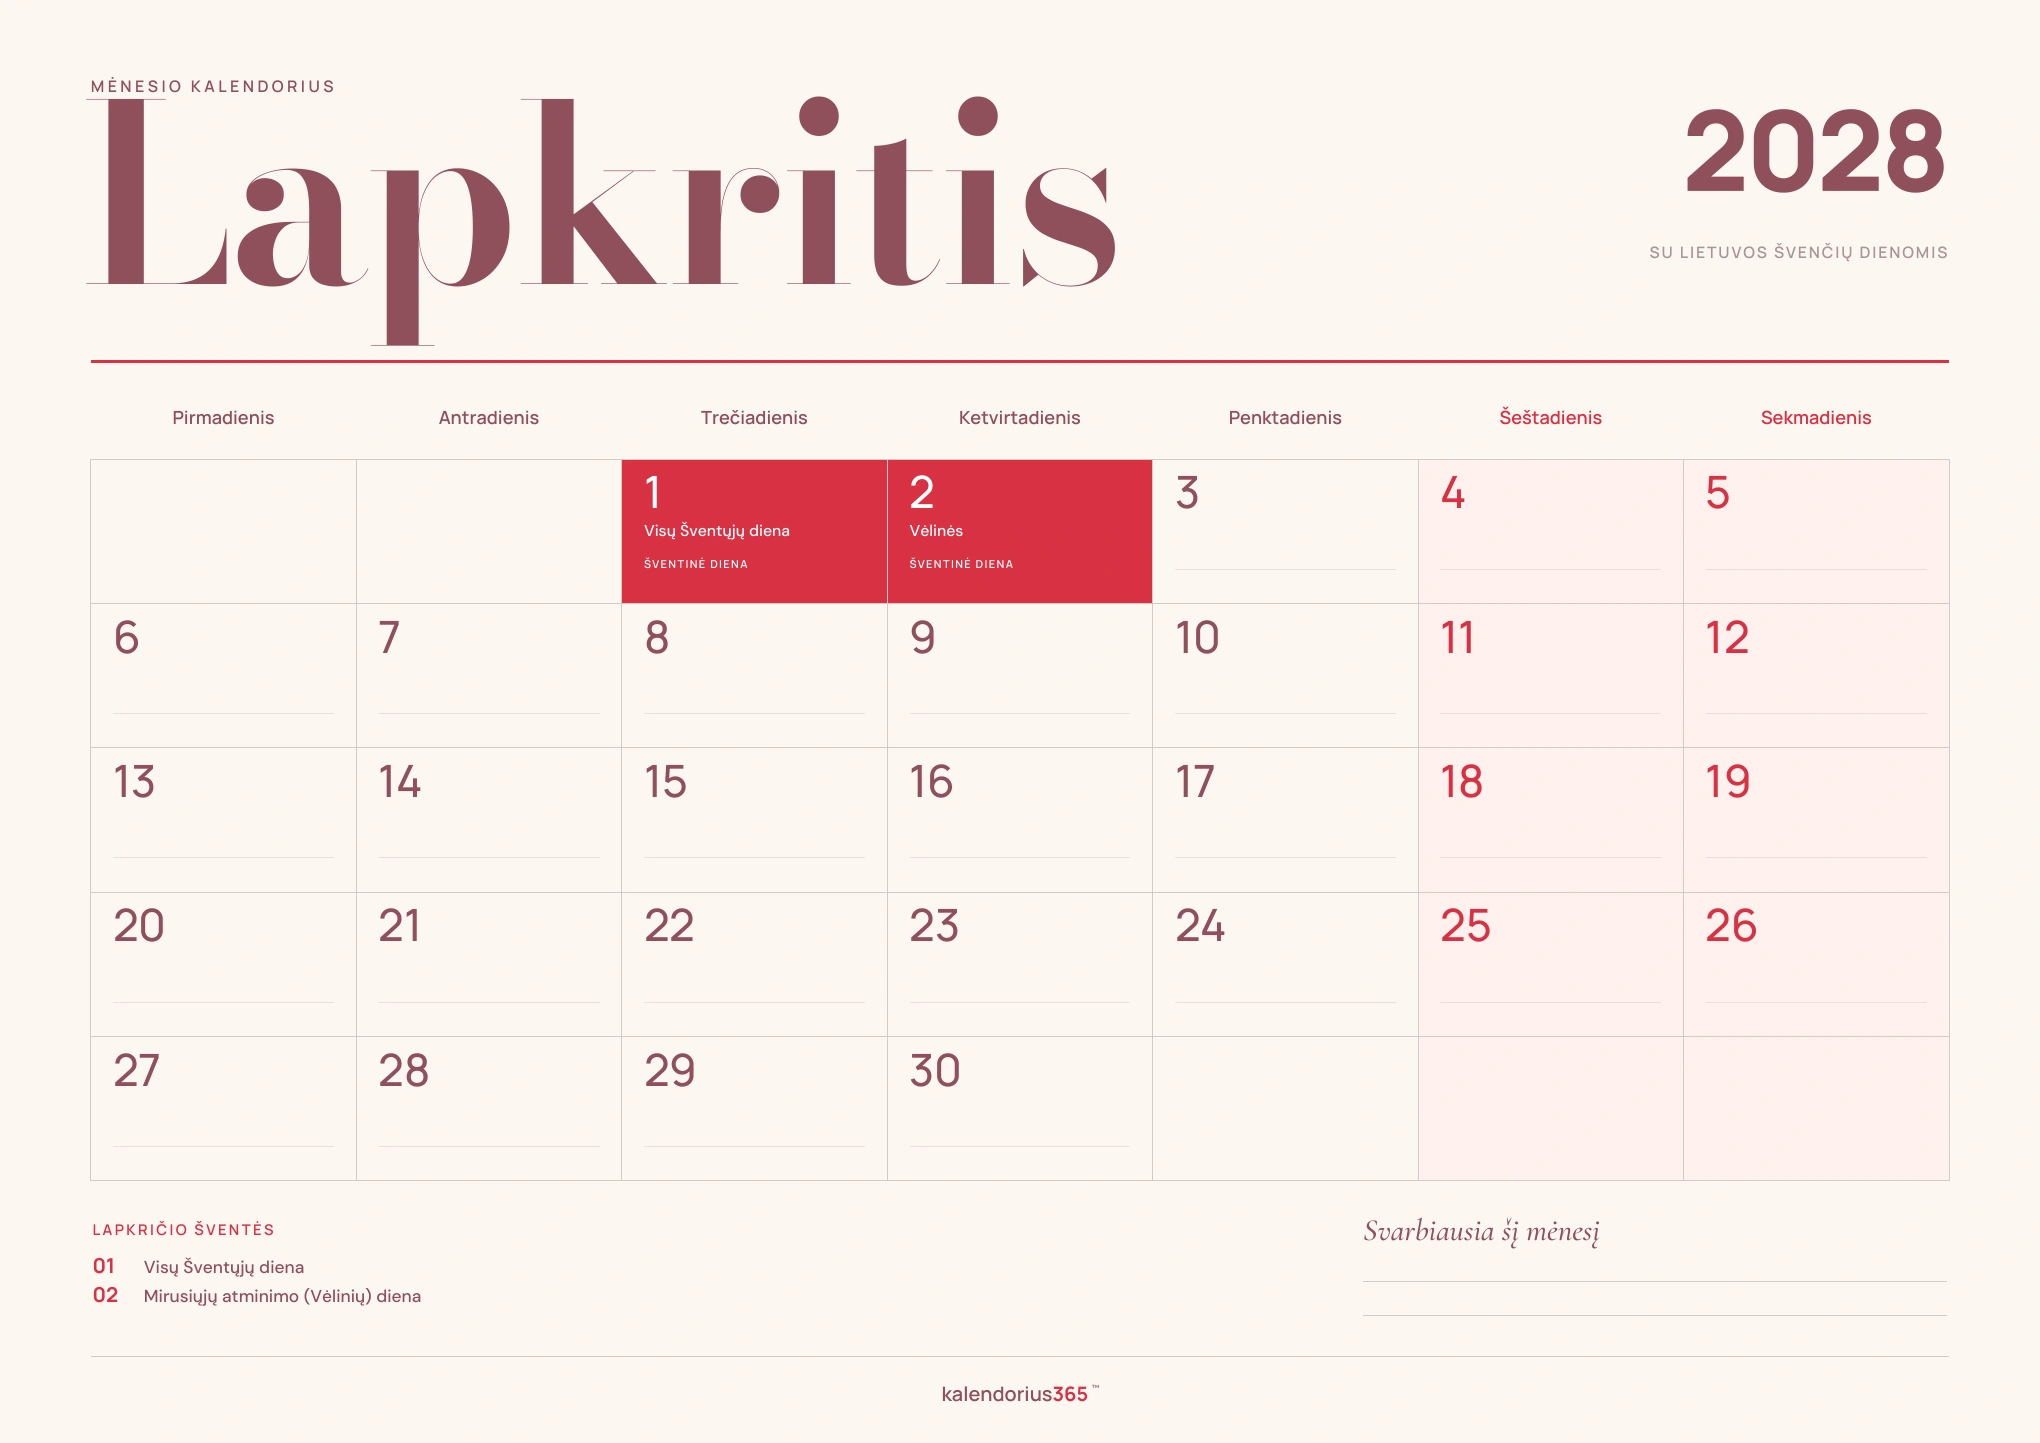 MĖNESIO KALENDORIUS
Lapkritis
2028
SU LIETUVOS ŠVENČIŲ DIENOMIS
Pirmadienis Antradienis Trečiadienis Ketvirtadienis Penktadienis Šeštadienis Sekmadienis
1 2 3 4 5
Visų Šventųjų diena Vėlinės
ŠVENTINĖ DIENA ŠVENTINĖ DIENA
6 7 8 9 10 11 12
13 14 15 16 17 18 19
20 21 22 23 24 25 26
27 28 29 30
LAPKRIČIO ŠVENTĖS
01 Visų Šventųjų diena
02 Mirusiųjų atminimo (Vėlinių) diena
Svarbiausia šį mėnesį
kalendorius365™